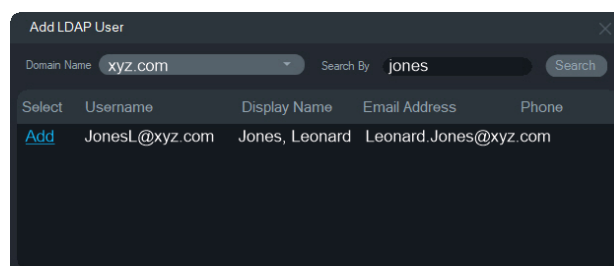 Add LDAP User
Domain Name xyz.com Search By jones Search
Select Username Display Name Email Address Phone
Add JonesL@xyz.com Jones, Leonard Leonard.Jones@xyz.com